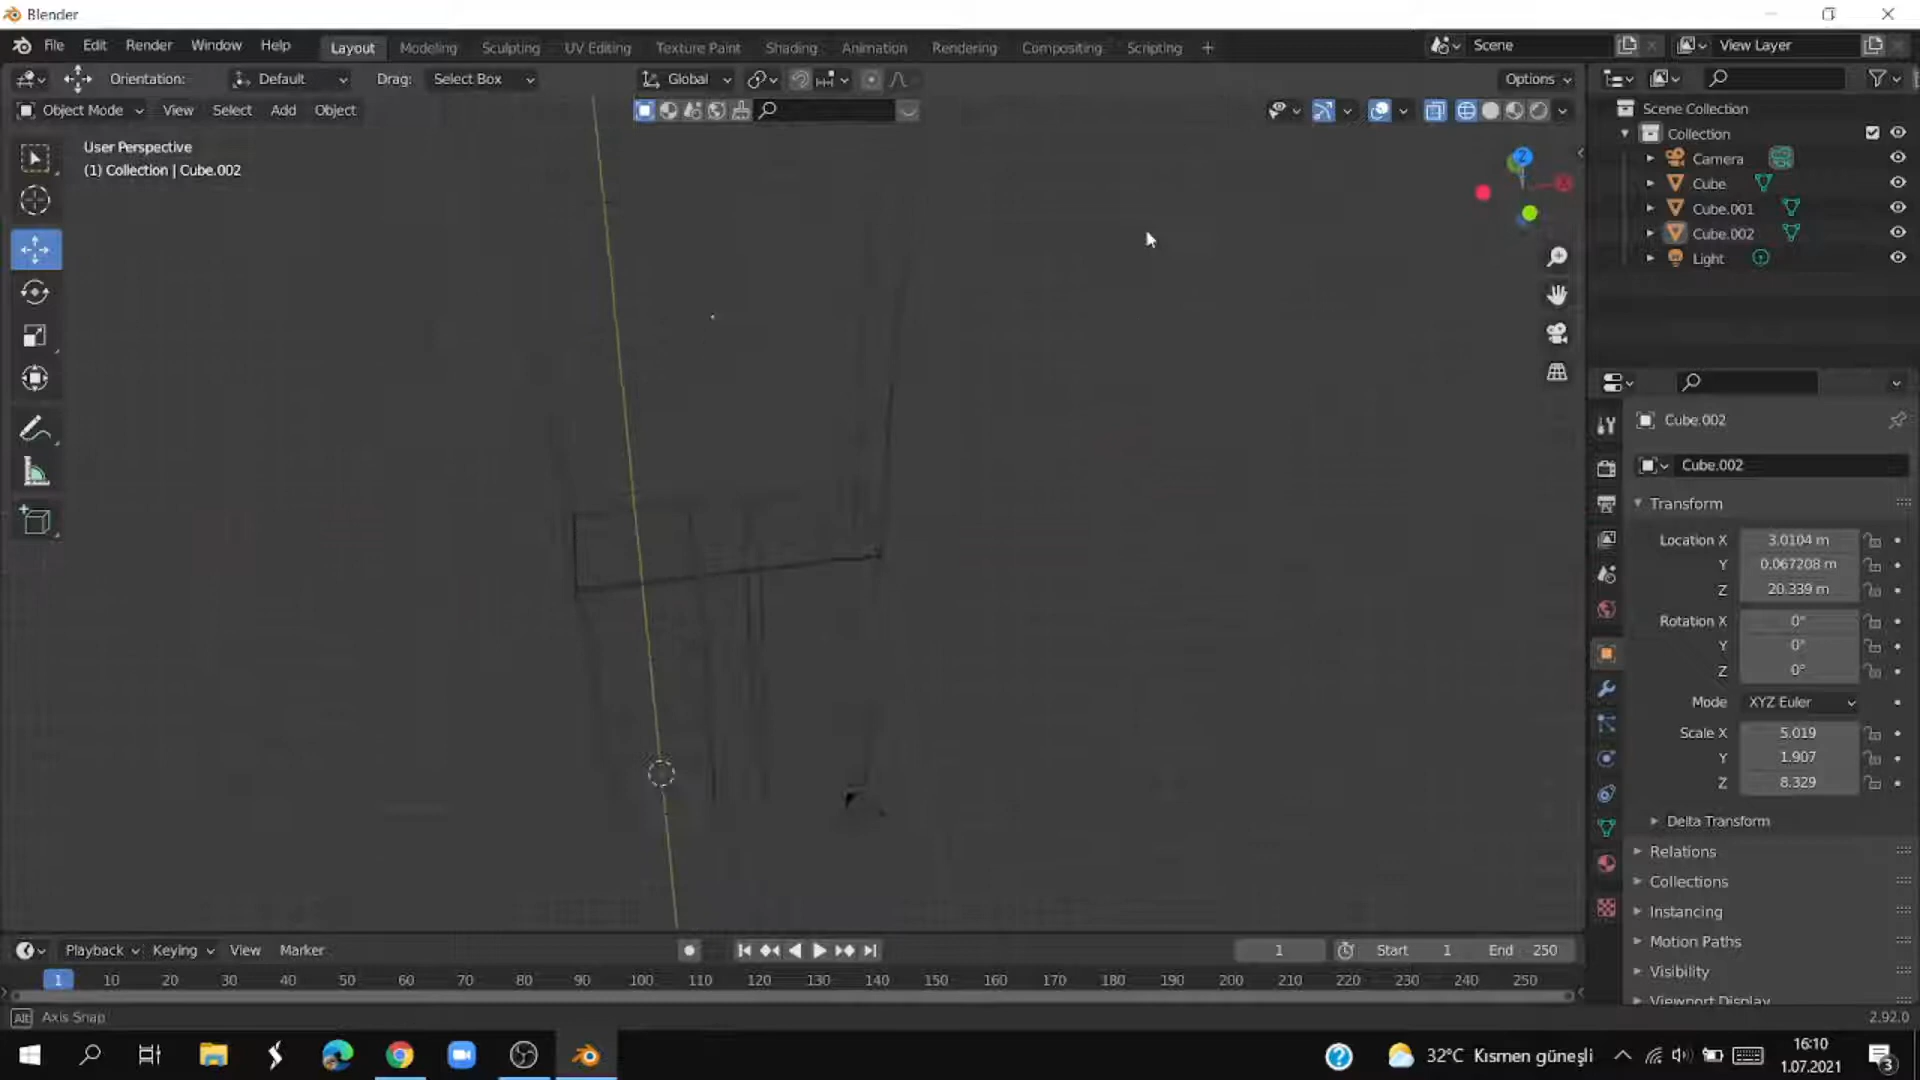 Blender
File Edit Render Window Help Layout Modeling Sculpting UV Editing Texture Paint Shading Animation Rendering Compositing Scripting + Scene View Layer
Orientation: Default Drag: Select Box Global Options
Object Mode View Select Add Object
User Perspective
(1) Collection | Cube.002
Z
X
Scene Collection
Collection
Camera
Cube
Cube.001
Cube.002
Light
Cube.002
Cube.002
Transform
Location X 3.0104 m
Y 0.067208 m
Z 20.339 m
Rotation X 0°
Y 0°
Z 0°
Mode XYZ Euler
Scale X 5.019
Y 1.907
Z 8.329
Delta Transform
Relations
Collections
Instancing
Motion Paths
Visibility
Viewport Display
Playback Keying View Marker 1 Start 1 End 250
1 10 20 30 40 50 60 70 80 90 100 110 120 130 140 150 160 170 180 190 200 210 220 230 240 250
Alt Axis Snap 2.92.0
32°C Kısmen güneşli
16:10
1.07.2021
3